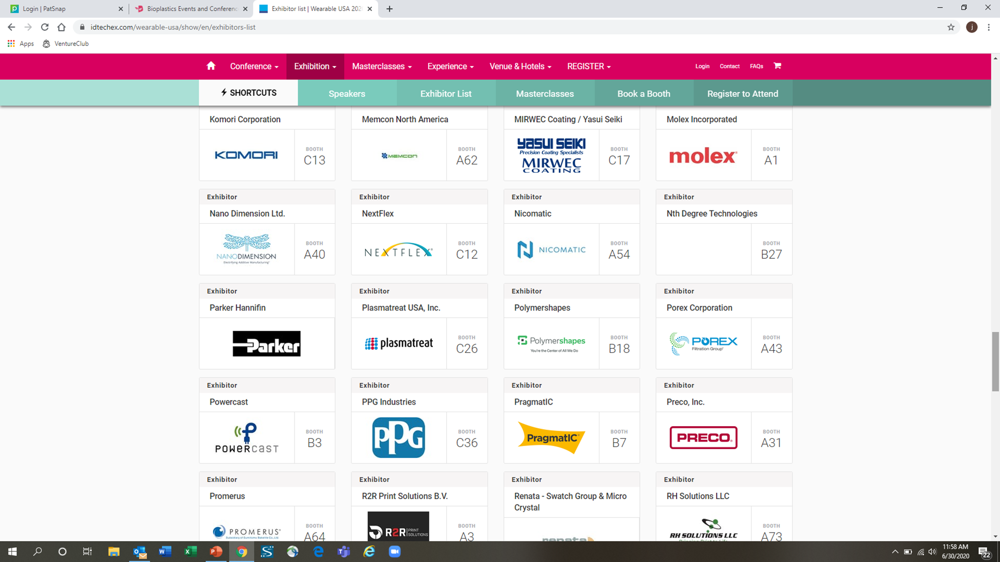 Login | PatSnap
Bioplastics Events and Conferenc
Exhibitor list | Wearable USA 202
idtechex.com/wearable-usa/show/en/exhibitors-list
j
Apps
VentureClub
Conference
Exhibition
Masterclasses
Experience
Venue & Hotels
REGISTER
Login
Contact
FAQs
SHORTCUTS
Speakers
Exhibitor List
Masterclasses
Book a Booth
Register to Attend
Komori Corporation
Memcon North America
MIRWEC Coating / Yasui Seiki
Molex Incorporated
KOMORI
BOOTH
C13
MEMCON
BOOTH
A62
YASUI SEIKI
Precision Coating Specialists
MIRWEC
COATING
BOOTH
C17
molex®
BOOTH
A1
Exhibitor
Exhibitor
Exhibitor
Exhibitor
Nano Dimension Ltd.
NextFlex
Nicomatic
Nth Degree Technologies
NANODIMENSION
Electrifying Additive Manufacturing®
BOOTH
A40
NEXTFLEX®
BOOTH
C12
NICOMATIC
BOOTH
A54
BOOTH
B27
Exhibitor
Exhibitor
Exhibitor
Exhibitor
Parker Hannifin
Plasmatreat USA, Inc.
Polymershapes
Porex Corporation
Parker
plasmatreat
BOOTH
C26
Polymershapes
You're the Center of All We Do
BOOTH
B18
POREX
Filtration Group®
BOOTH
A43
Exhibitor
Exhibitor
Exhibitor
Exhibitor
Powercast
PPG Industries
PragmatIC
Preco, Inc.
POWERCAST
BOOTH
B3
PPG
BOOTH
C36
PragmatIC®
BOOTH
B7
PRECO.
BOOTH
A31
Exhibitor
Exhibitor
Exhibitor
Exhibitor
Promerus
R2R Print Solutions B.V.
Renata - Swatch Group & Micro
Crystal
RH Solutions LLC
PROMERUS®
Subsidiary of Sumitomo Bakelite Co., Ltd.
BOOTH
A64
R2R PRINT
SOLUTIONS
BOOTH
A3
renata
RH SOLUTIONS LLC
Bringing Print to Life
BOOTH
A73
11:58 AM
6/30/2020
22